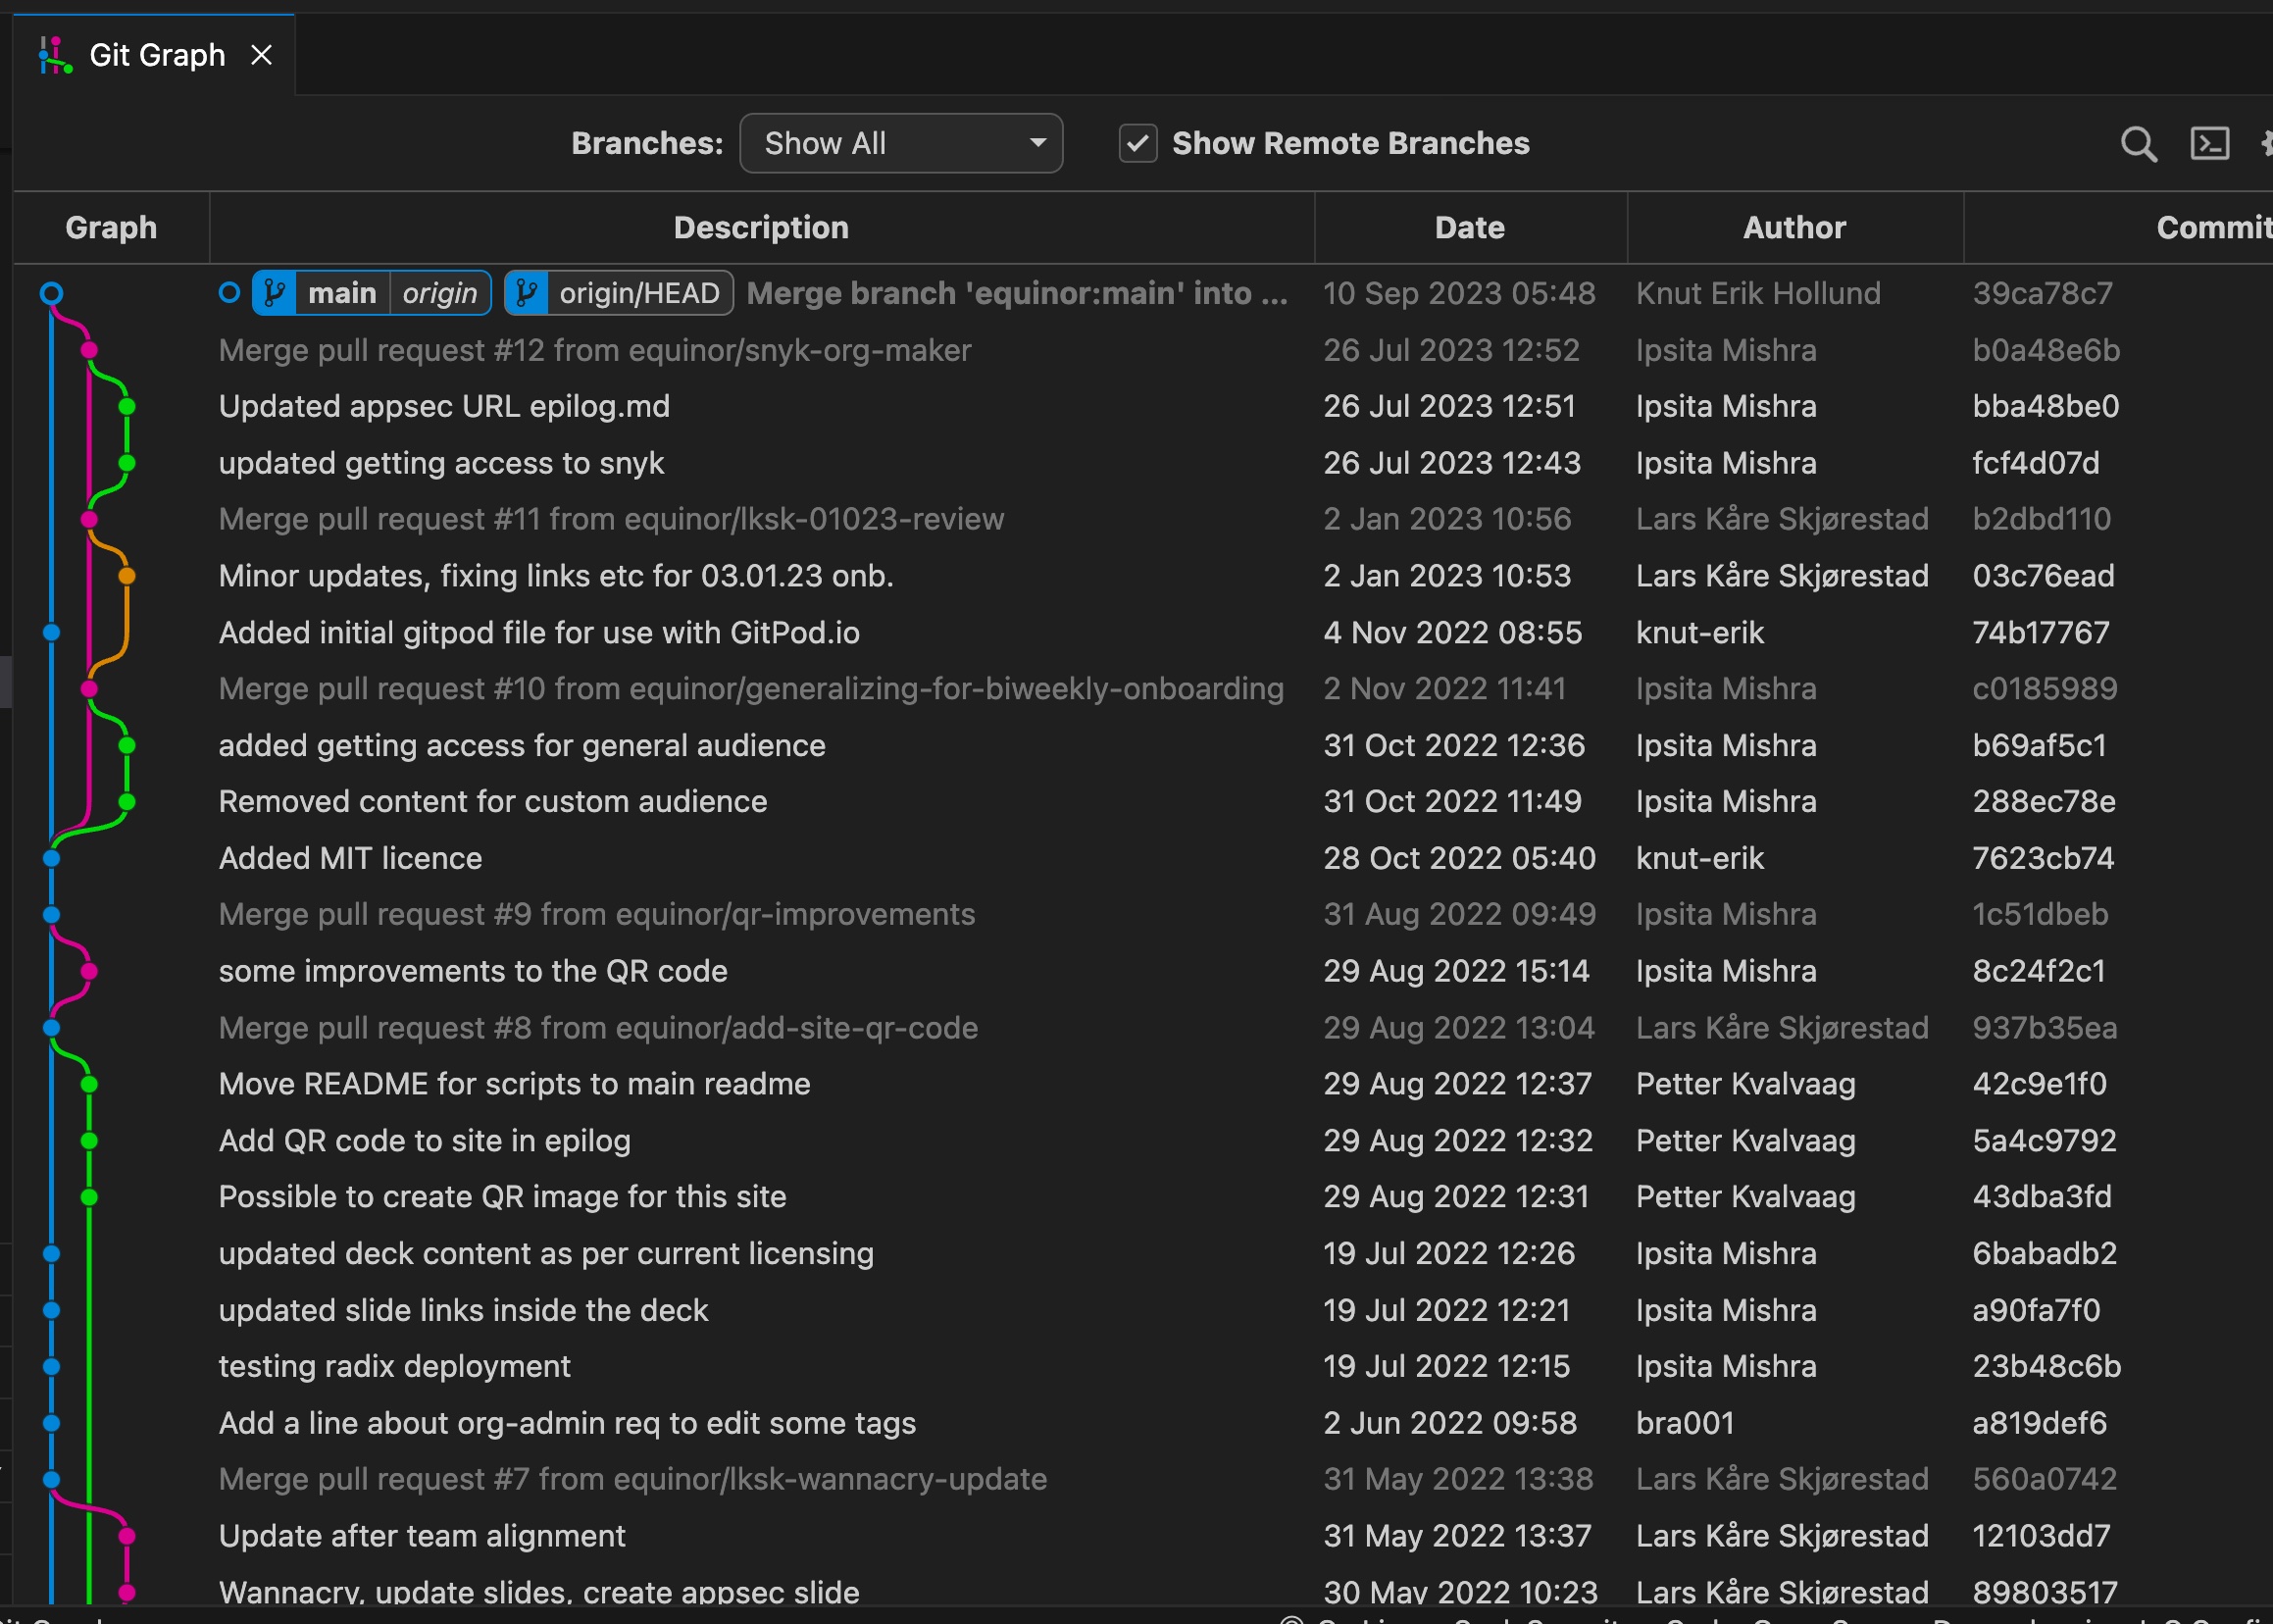 Git Graph
Branches: Show All Show Remote Branches
Graph Description Date Author Commit
main origin origin/HEAD Merge branch 'equinor:main' into ... 10 Sep 2023 05:48 Knut Erik Hollund 39ca78c7
Merge pull request #12 from equinor/snyk-org-maker 26 Jul 2023 12:52 Ipsita Mishra b0a48e6b
Updated appsec URL epilog.md 26 Jul 2023 12:51 Ipsita Mishra bba48be0
updated getting access to snyk 26 Jul 2023 12:43 Ipsita Mishra fcf4d07d
Merge pull request #11 from equinor/lksk-01023-review 2 Jan 2023 10:56 Lars Kåre Skjørestad b2dbd110
Minor updates, fixing links etc for 03.01.23 onb. 2 Jan 2023 10:53 Lars Kåre Skjørestad 03c76ead
Added initial gitpod file for use with GitPod.io 4 Nov 2022 08:55 knut-erik 74b17767
Merge pull request #10 from equinor/generalizing-for-biweekly-onboarding 2 Nov 2022 11:41 Ipsita Mishra c0185989
added getting access for general audience 31 Oct 2022 12:36 Ipsita Mishra b69af5c1
Removed content for custom audience 31 Oct 2022 11:49 Ipsita Mishra 288ec78e
Added MIT licence 28 Oct 2022 05:40 knut-erik 7623cb74
Merge pull request #9 from equinor/qr-improvements 31 Aug 2022 09:49 Ipsita Mishra 1c51dbeb
some improvements to the QR code 29 Aug 2022 15:14 Ipsita Mishra 8c24f2c1
Merge pull request #8 from equinor/add-site-qr-code 29 Aug 2022 13:04 Lars Kåre Skjørestad 937b35ea
Move README for scripts to main readme 29 Aug 2022 12:37 Petter Kvalvaag 42c9e1f0
Add QR code to site in epilog 29 Aug 2022 12:32 Petter Kvalvaag 5a4c9792
Possible to create QR image for this site 29 Aug 2022 12:31 Petter Kvalvaag 43dba3fd
updated deck content as per current licensing 19 Jul 2022 12:26 Ipsita Mishra 6babadb2
updated slide links inside the deck 19 Jul 2022 12:21 Ipsita Mishra a90fa7f0
testing radix deployment 19 Jul 2022 12:15 Ipsita Mishra 23b48c6b
Add a line about org-admin req to edit some tags 2 Jun 2022 09:58 bra001 a819def6
Merge pull request #7 from equinor/lksk-wannacry-update 31 May 2022 13:38 Lars Kåre Skjørestad 560a0742
Update after team alignment 31 May 2022 13:37 Lars Kåre Skjørestad 12103dd7
Wannacry, update slides, create appsec slide 30 May 2022 10:23 Lars Kåre Skjørestad 89803517